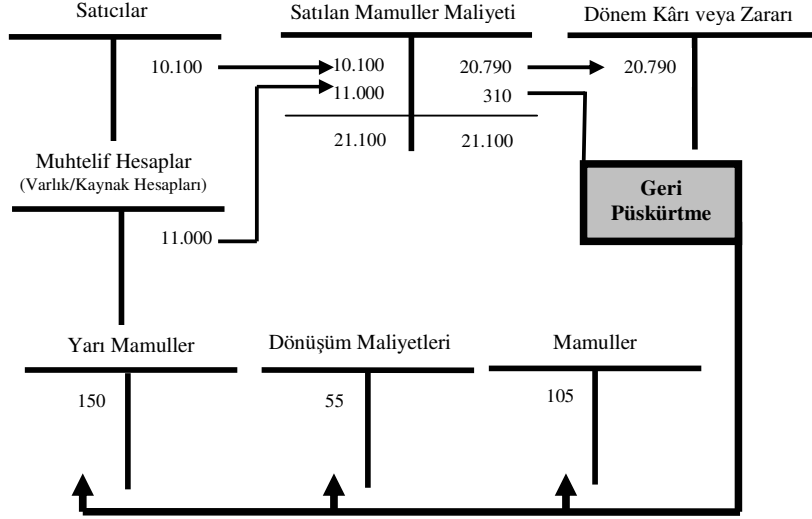 Satıcılar
Satılan Mamuller Maliyeti
Dönem Kârı veya Zararı
10.100
10.100
20.790
20.790
11.000
310
21.100
21.100
Muhtelif Hesaplar
(Varlık/Kaynak Hesapları)
11.000
Geri
Püskürtme
Yarı Mamuller
Dönüşüm Maliyetleri
Mamuller
150
55
105